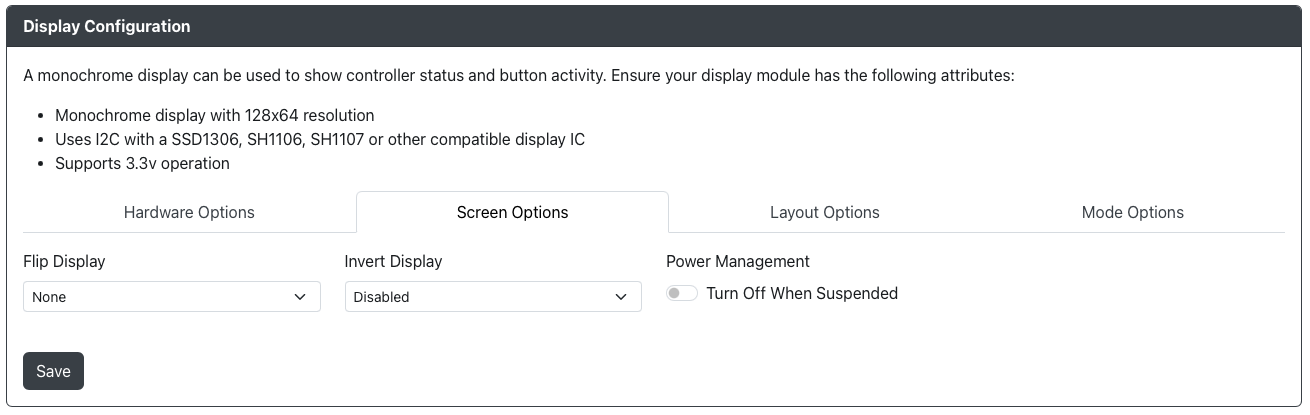 Display Configuration
A monochrome display can be used to show controller status and button activity. Ensure your display module has the following attributes:
• Monochrome display with 128x64 resolution
• Uses I2C with a SSD1306, SH1106, SH1107 or other compatible display IC
• Supports 3.3v operation
Hardware Options Screen Options Layout Options Mode Options
Flip Display Invert Display Power Management
None Disabled Turn Off When Suspended
Save